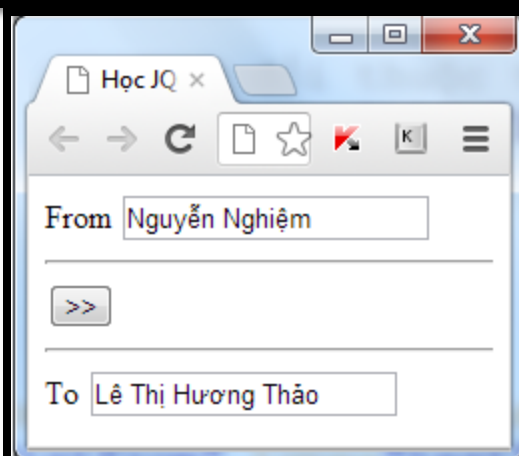 Học JQ
K
From Nguyễn Nghiệm
>>
To Lê Thị Hương Thảo